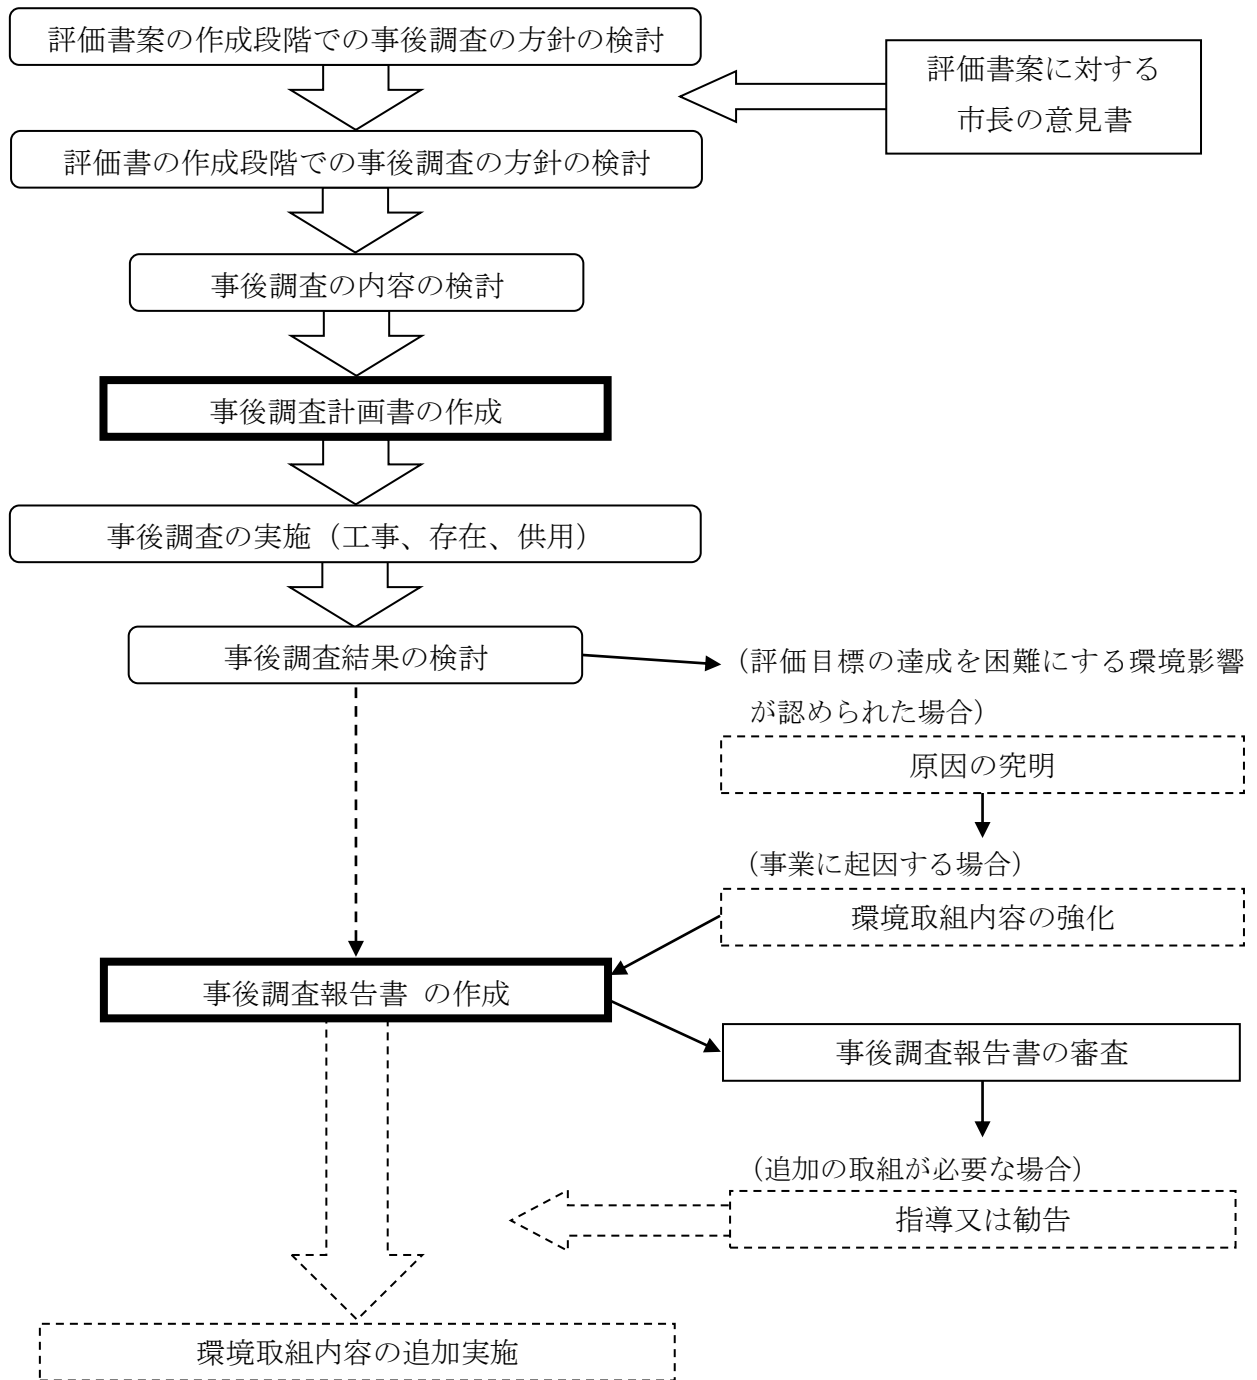 評価書案の作成段階での事後調査の方針の検討
評価書案に対する
市長の意見書
評価書の作成段階での事後調査の方針の検討
事後調査の内容の検討
事後調査計画書の作成
事後調査の実施（工事、存在、供用）
事後調査結果の検討
（評価目標の達成を困難にする環境影響
が認められた場合）
原因の究明
（事業に起因する場合）
環境取組内容の強化
事後調査報告書 の作成
事後調査報告書の審査
（追加の取組が必要な場合）
指導又は勧告
環境取組内容の追加実施